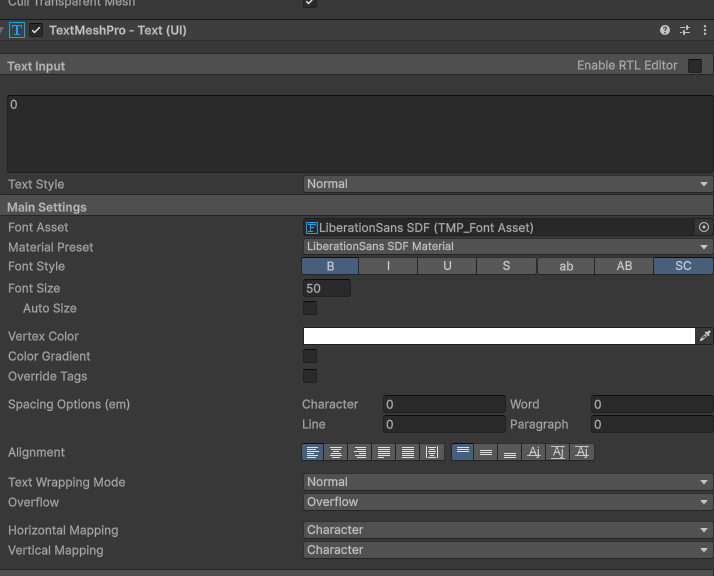 Cull Transparent Mesh
TextMeshPro - Text (UI)
Text Input Enable RTL Editor
0
Text Style Normal
Main Settings
Font Asset LiberationSans SDF (TMP_Font Asset)
Material Preset LiberationSans SDF Material
Font Style B I U S ab AB SC
Font Size 50
Auto Size
Vertex Color
Color Gradient
Override Tags
Spacing Options (em) Character 0 Word 0
Line 0 Paragraph 0
Alignment
Text Wrapping Mode Normal
Overflow Overflow
Horizontal Mapping Character
Vertical Mapping Character